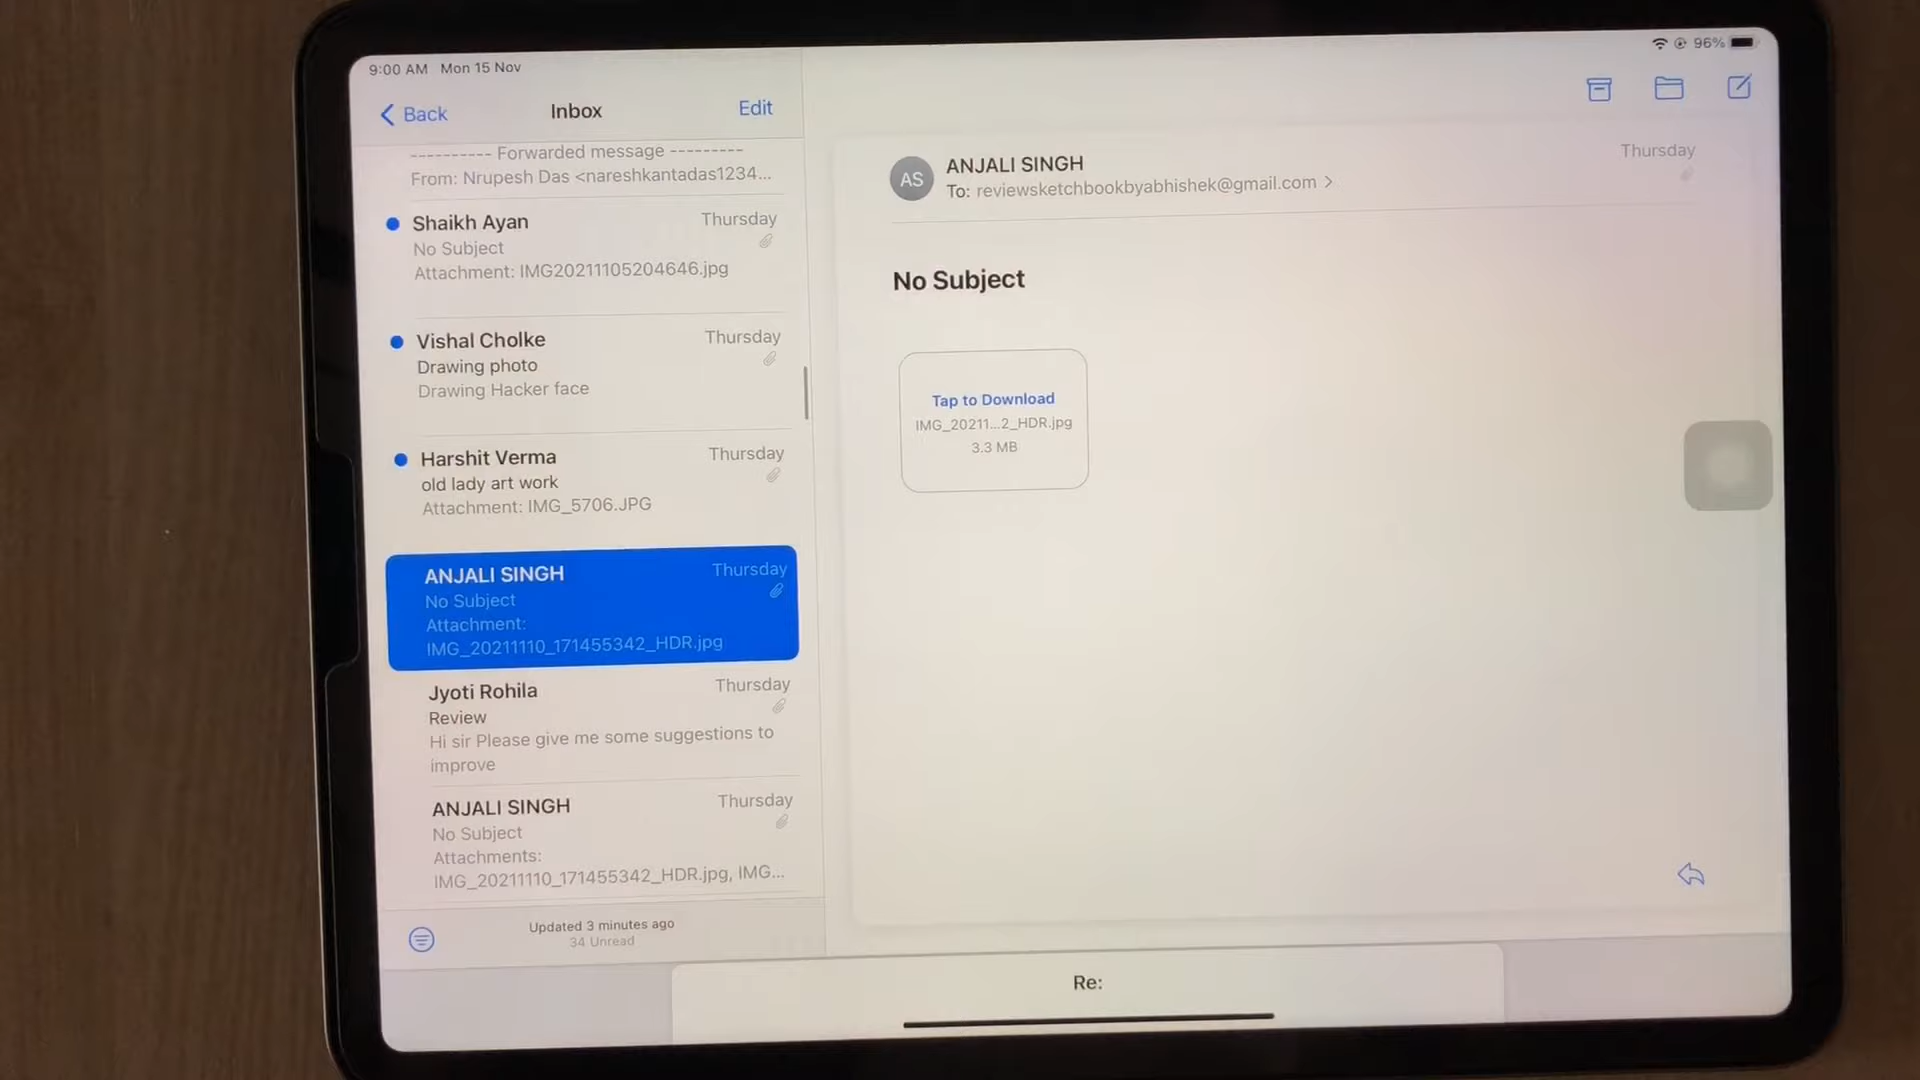 9:00 AM Mon 15 Nov
96%
Back
Inbox
Edit
---------- Forwarded message ---------
From: Nrupesh Das <nareshkantadas1234...
Shaikh Ayan
Thursday
No Subject
Attachment: IMG20211105204646.jpg
Vishal Cholke
Thursday
Drawing photo
Drawing Hacker face
Harshit Verma
Thursday
old lady art work
Attachment: IMG_5706.JPG
ANJALI SINGH
Thursday
No Subject
Attachment:
IMG_20211110_171455342_HDR.jpg
Jyoti Rohila
Thursday
Review
Hi sir Please give me some suggestions to
improve
ANJALI SINGH
Thursday
No Subject
Attachments:
IMG_20211110_171455342_HDR.jpg, IMG...
Updated 3 minutes ago
34 Unread
AS
ANJALI SINGH
Thursday
To: reviewsketchbookbyabhishek@gmail.com
No Subject
Tap to Download
IMG_20211...2_HDR.jpg
3.3 MB
Re: